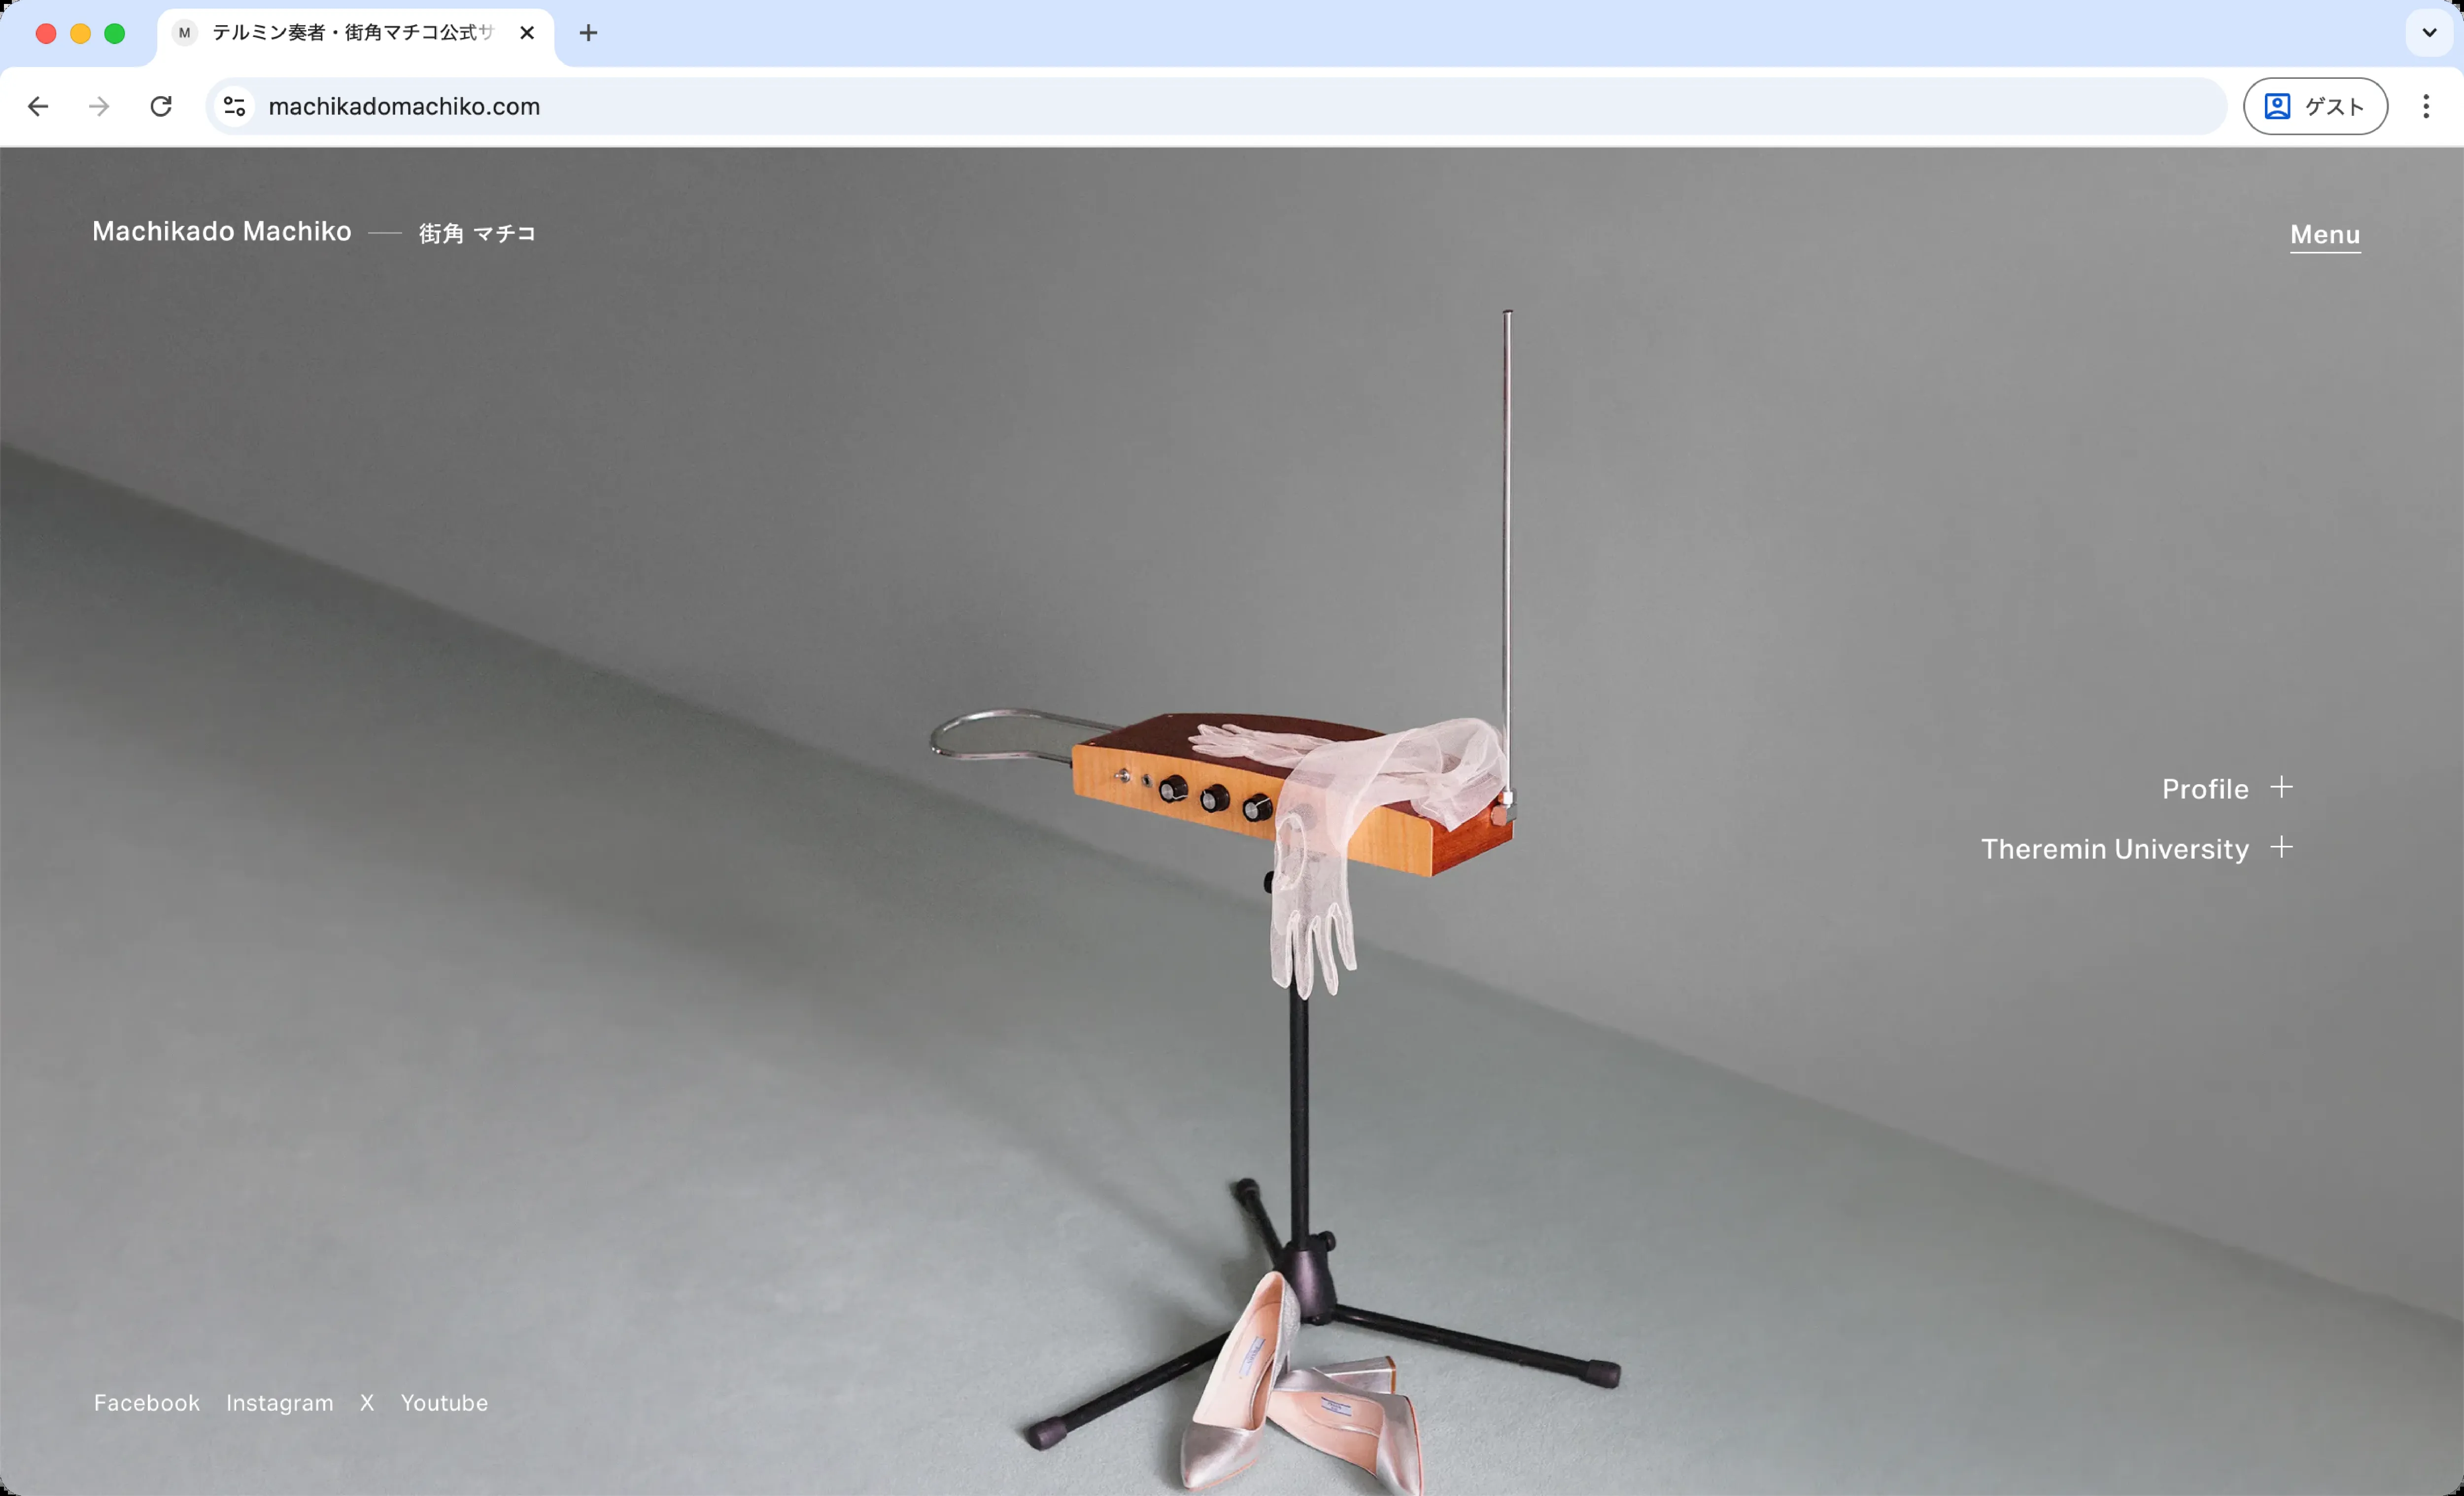 M テルミン奏者・街角マチコ公式サ
machikadomachiko.com
ゲスト
Machikado Machiko 街角 マチコ
Menu
Profile
Theremin University
Facebook Instagram X Youtube